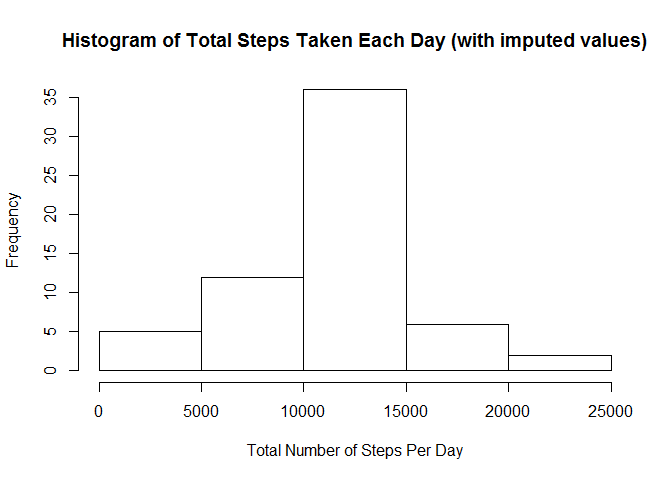 Histogram of Total Steps Taken Each Day (with imputed values)
Frequency
35
30
25
20
15
10
5
0
0 5000 10000 15000 20000 25000
Total Number of Steps Per Day